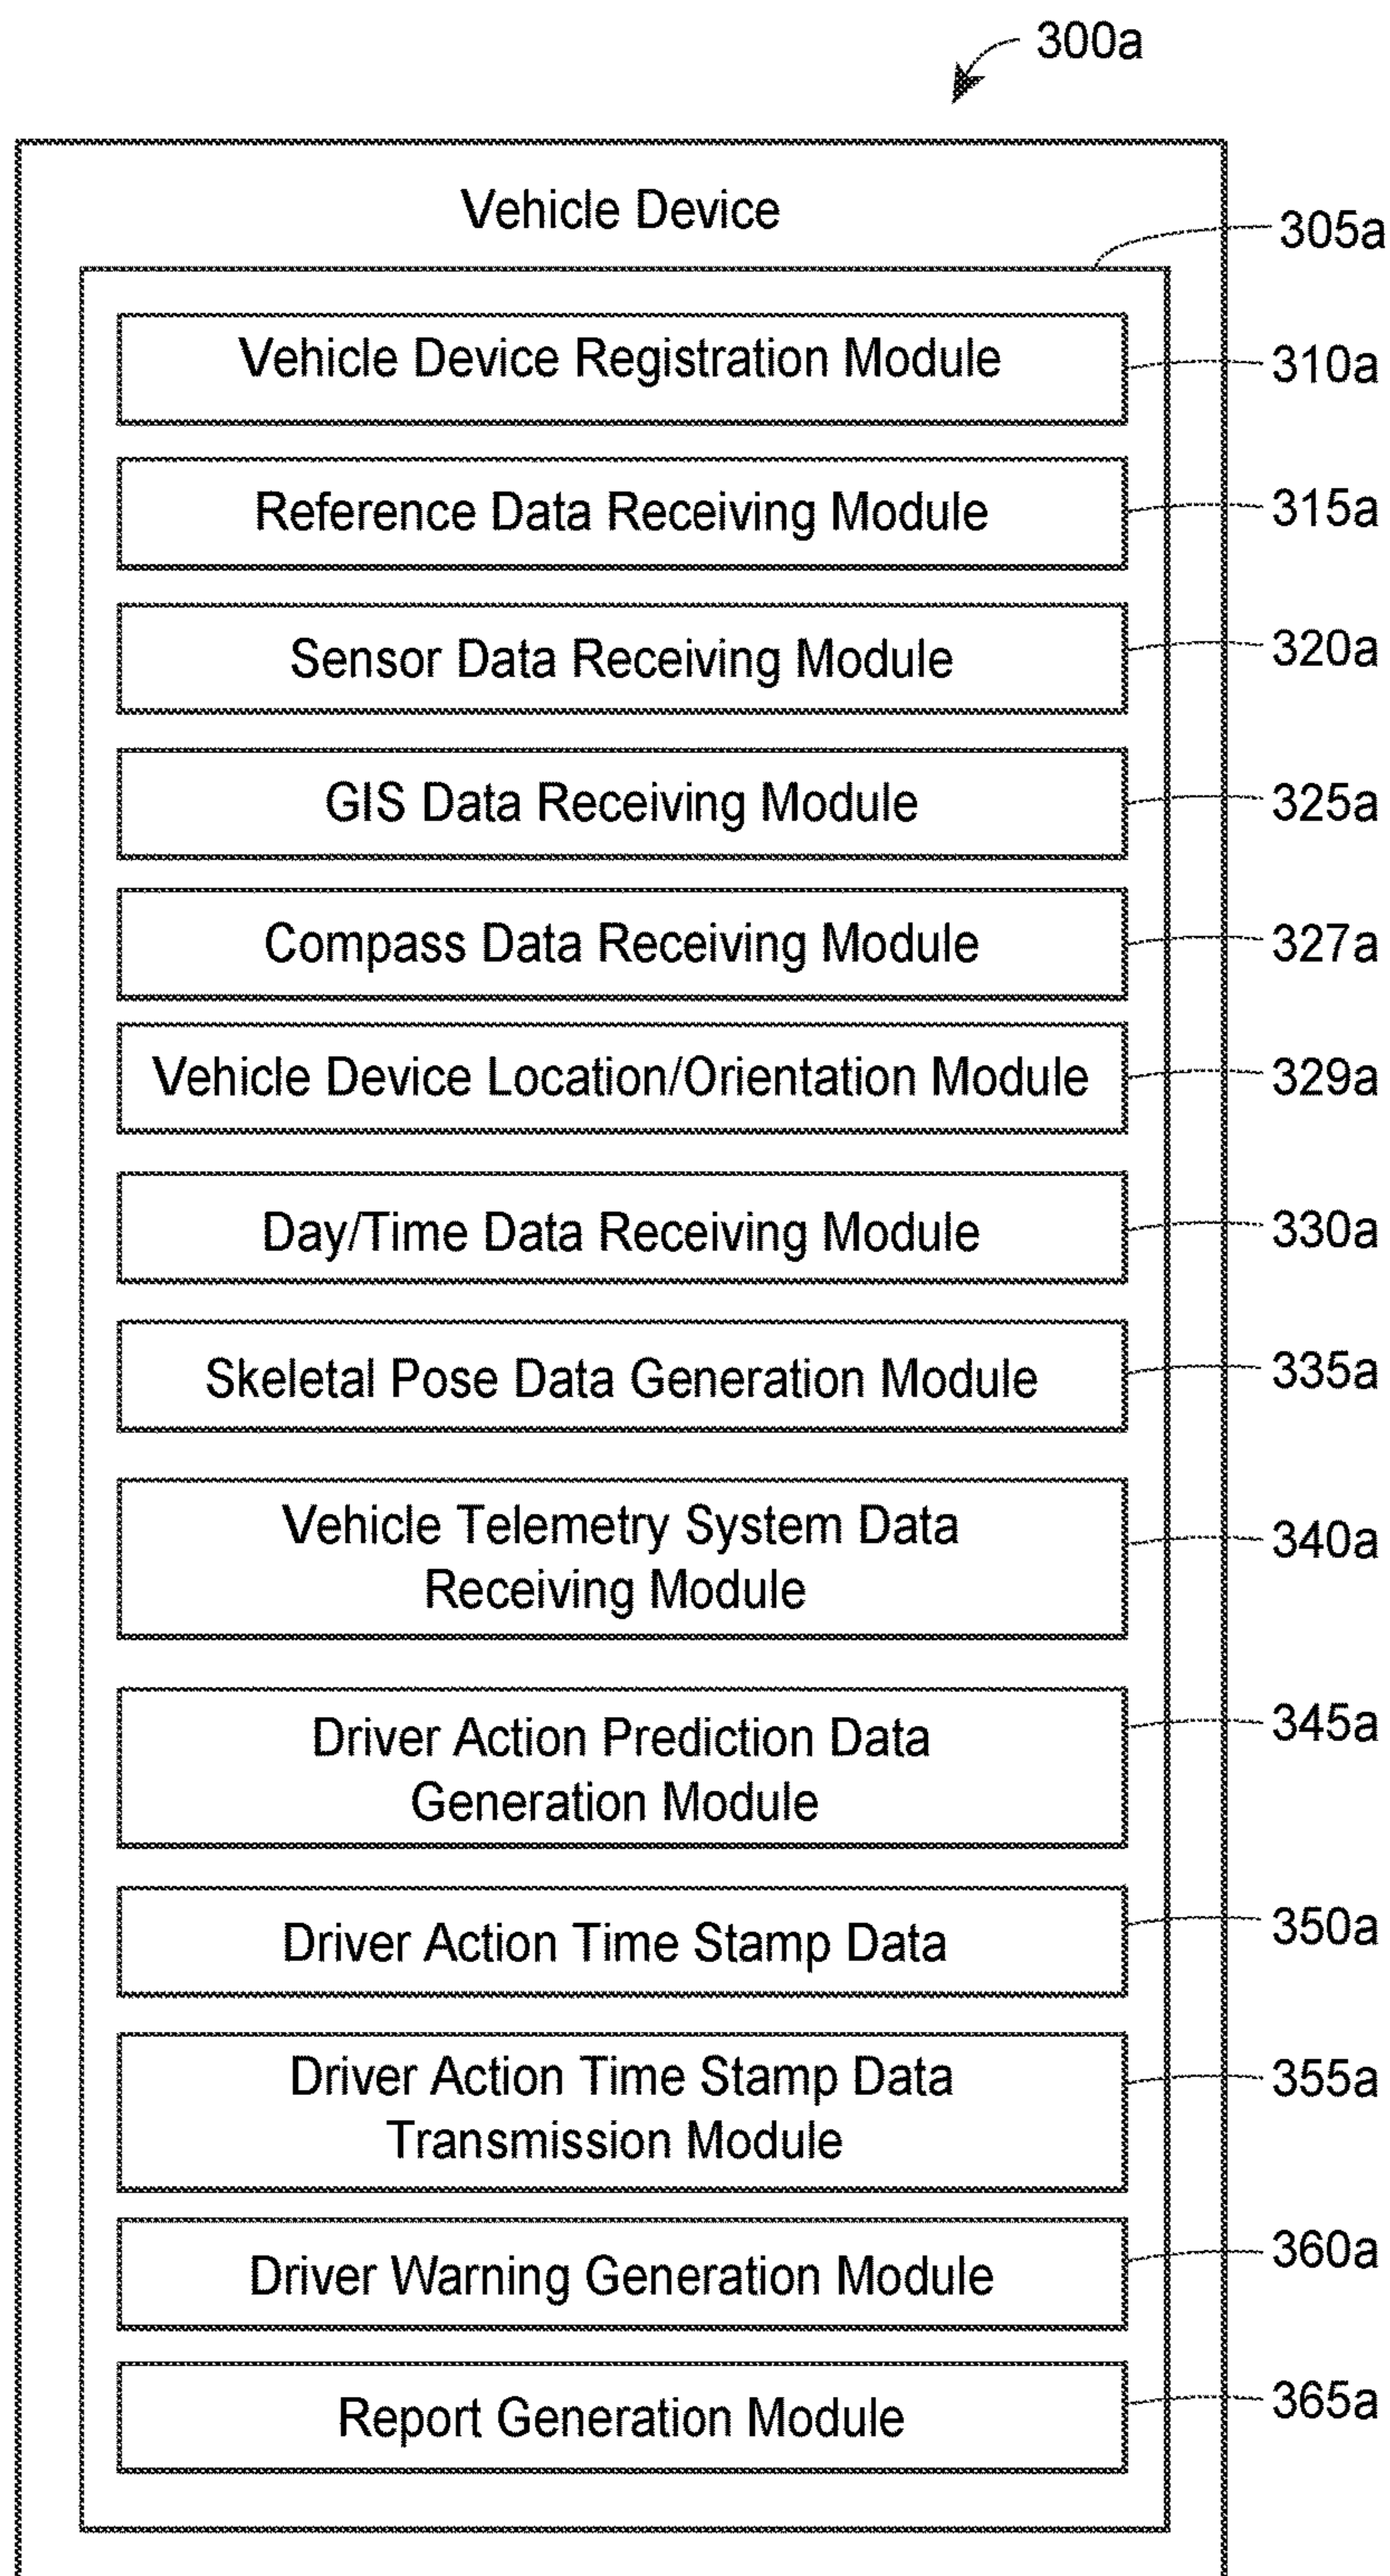 300a
Vehicle Device
305a
Vehicle Device Registration Module
310a
Reference Data Receiving Module
315a
Sensor Data Receiving Module
320a
GIS Data Receiving Module
325a
Compass Data Receiving Module
327a
Vehicle Device Location/Orientation Module
329a
Day/Time Data Receiving Module
330a
Skeletal Pose Data Generation Module
335a
Vehicle Telemetry System Data
Receiving Module
340a
Driver Action Prediction Data
Generation Module
345a
Driver Action Time Stamp Data
350a
Driver Action Time Stamp Data
Transmission Module
355a
Driver Warning Generation Module
360a
Report Generation Module
365a